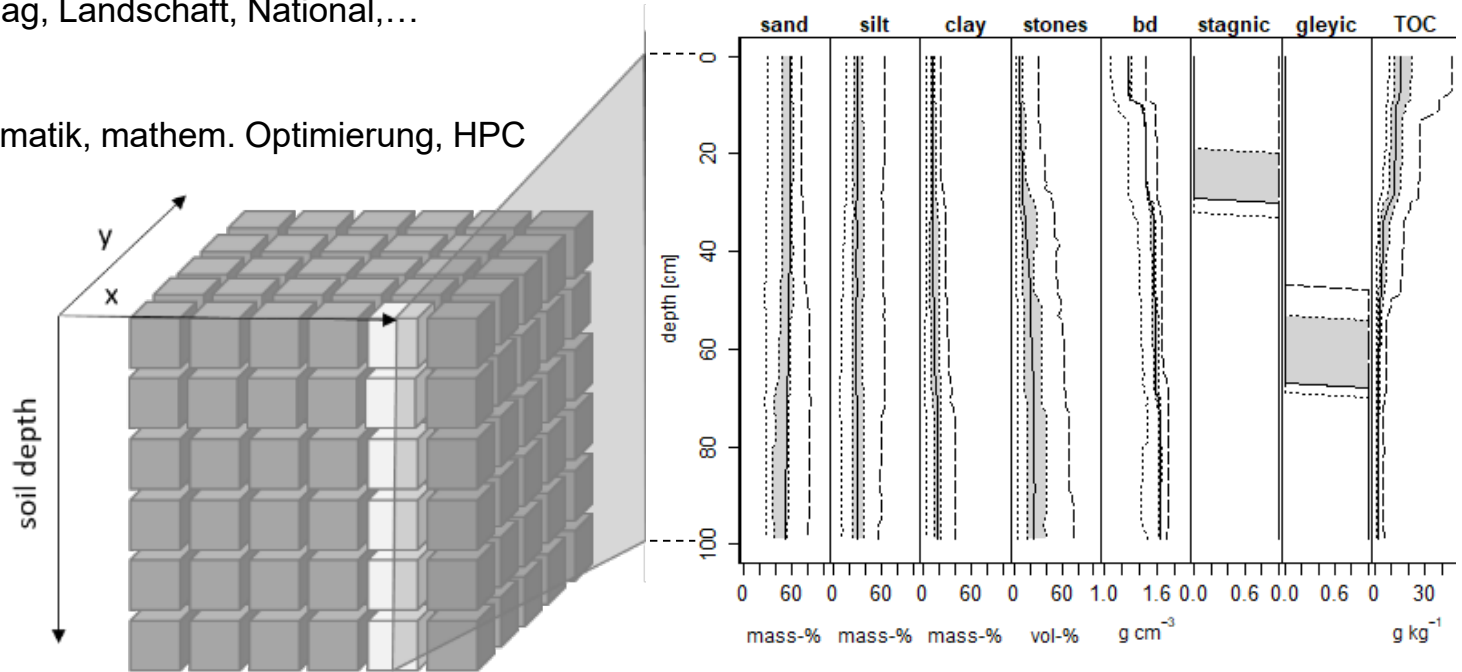 ag, Landschaft, National,…
matik, mathem. Optimierung, HPC
y
x
soil depth
sand silt clay stones bd stagnic gleyic TOC
depth [cm]
0
20
40
60
80
100
0 60 0 60 0 60 0 60 1.0 1.6 0.0 0.6 0.0 0.6 0 30
mass-% mass-% mass-% vol-% g cm⁻³ g kg⁻¹